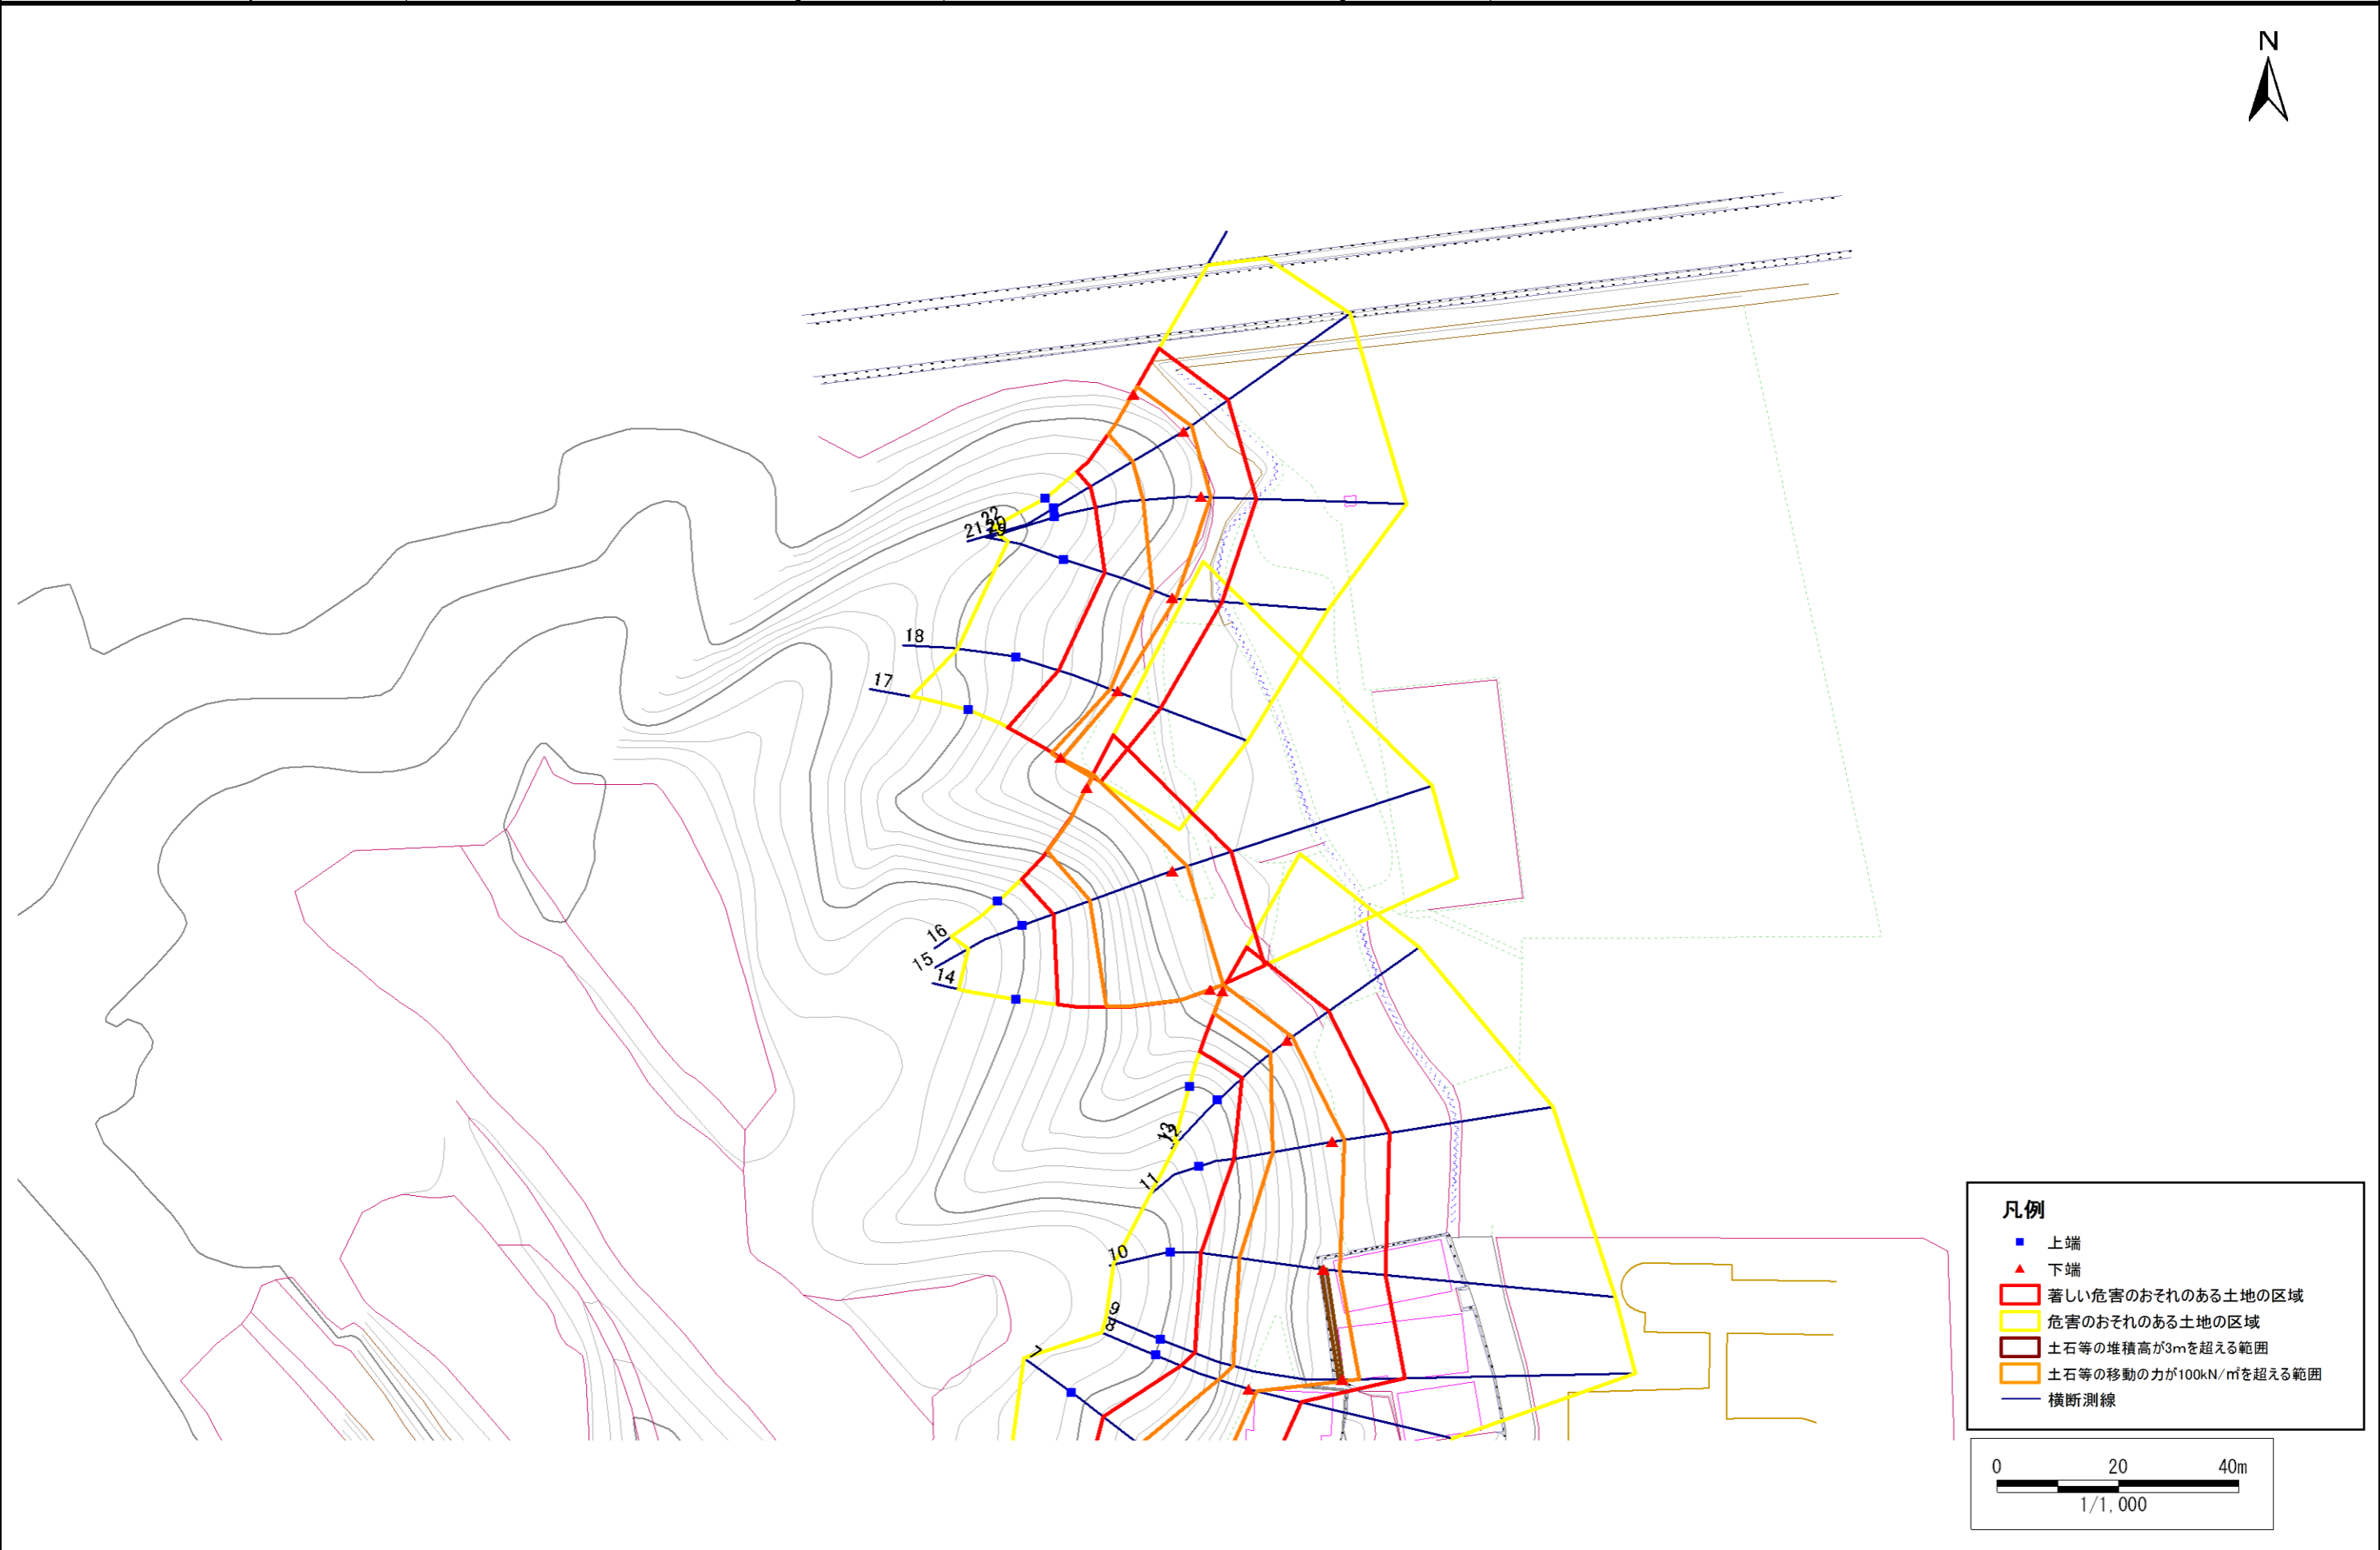 N
22
21
20
18
17
16
15
14
13
12
11
10
9
8
7
凡例
上端
下端
著しい危害のおそれのある土地の区域
危害のおそれのある土地の区域
土石等の堆積高が3mを超える範囲
土石等の移動の力が100kN/㎡を超える範囲
横断測線
0 20 40m
1/1,000